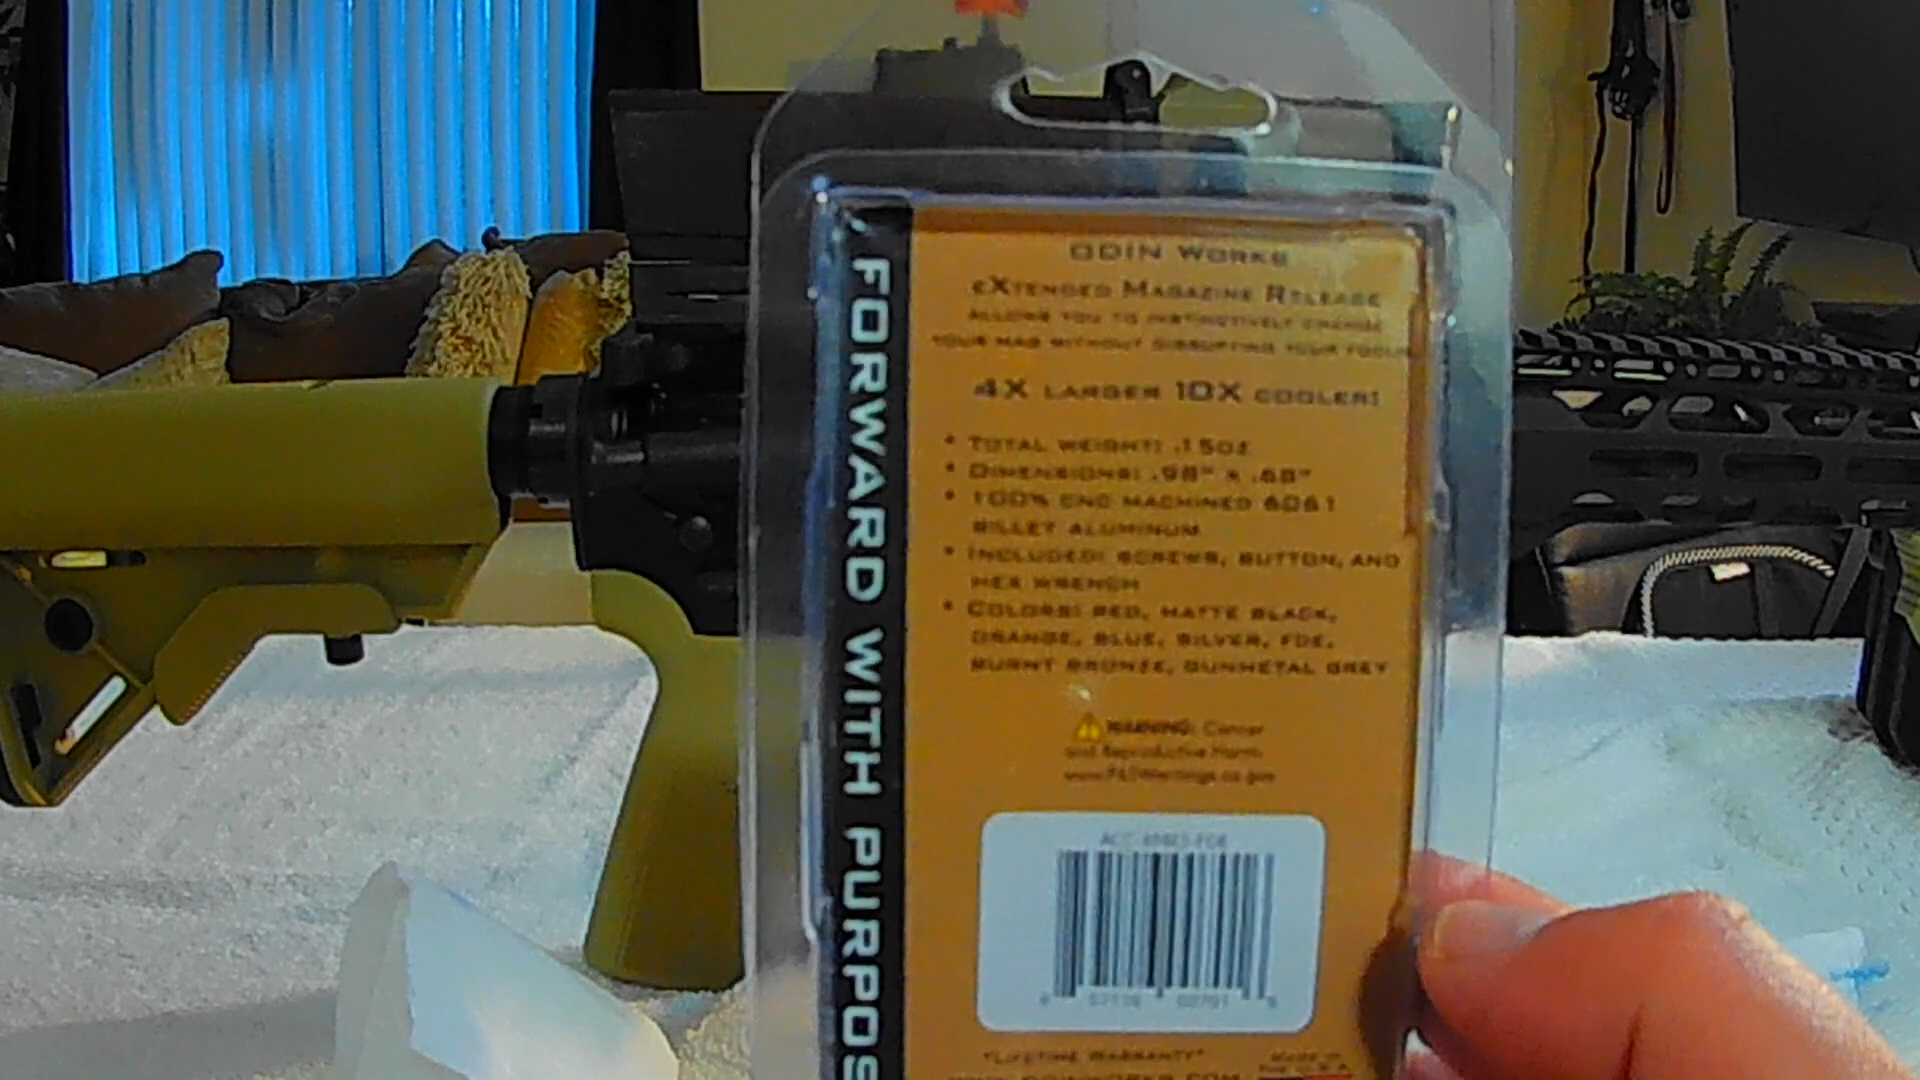 FORWARD WITH PURPOS
ODIN WORKS
EXTENDED MAGAZINE RELEASE
ALLOWS YOU TO INSTINCTIVELY CHANGE
YOUR MAG WITHOUT DISRUPTING YOUR FOCUS
4X LARGER 10X COOLER!
• TOTAL WEIGHT: .15OZ
• DIMENSIONS: .98" X .68"
• 100% CNC MACHINED 6061
BILLET ALUMINUM
• INCLUDED: SCREWS, BUTTON, AND
HEX WRENCH
• COLORS: RED, MATTE BLACK,
ORANGE, BLUE, SILVER, FDE,
BURNT BRONZE, GUNMETAL GREY
WARNING: Cancer
and Reproductive Harm
www.P65Warnings.ca.gov
"LIFETIME WARRANTY"
MADE IN
THE U.S.A